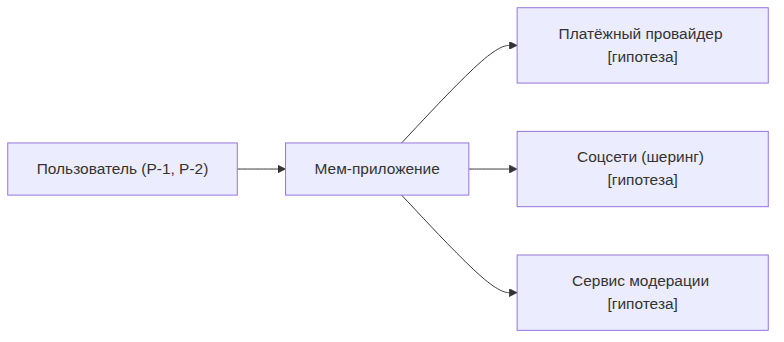 Платёжный провайдер
[гипотеза]
Пользователь (P-1, P-2)
Мем-приложение
Соцсети (шеринг)
[гипотеза]
Сервис модерации
[гипотеза]